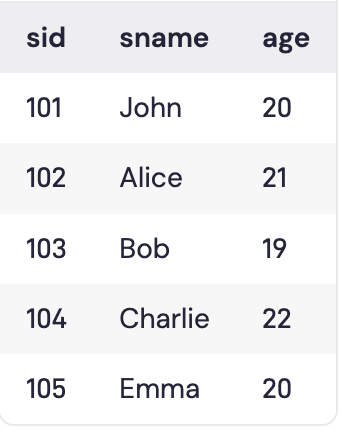 sid sname age
101 John 20
102 Alice 21
103 Bob 19
104 Charlie 22
105 Emma 20